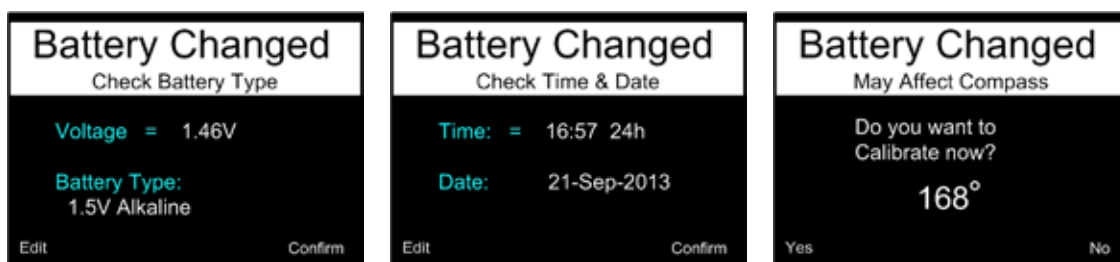 Battery Changed
Check Battery Type
Voltage = 1.46V
Battery Type:
1.5V Alkaline
Edit Confirm
Battery Changed
Check Time & Date
Time: = 16:57 24h
Date: 21-Sep-2013
Edit Confirm
Battery Changed
May Affect Compass
Do you want to
Calibrate now?
168°
Yes No